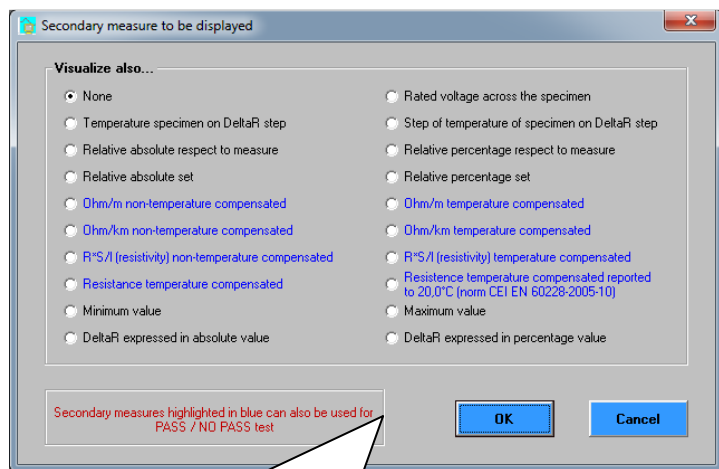 Secondary measure to be displayed
Visualize also...
None
Rated voltage across the specimen
Temperature specimen on DeltaR step
Step of temperature of specimen on DeltaR step
Relative absolute respect to measure
Relative percentage respect to measure
Relative absolute set
Relative percentage set
Ohm/m non-temperature compensated
Ohm/m temperature compensated
Ohm/km non-temperature compensated
Ohm/km temperature compensated
R*S/l (resistivity) non-temperature compensated
R*S/l (resistivity) temperature compensated
Resistance temperature compensated
Resistence temperature compensated reported
to 20,0°C (norm CEI EN 60228-2005-10)
Minimum value
Maximum value
DeltaR expressed in absolute value
DeltaR expressed in percentage value
Secondary measures highlighted in blue can also be used for
PASS / NO PASS test
OK
Cancel